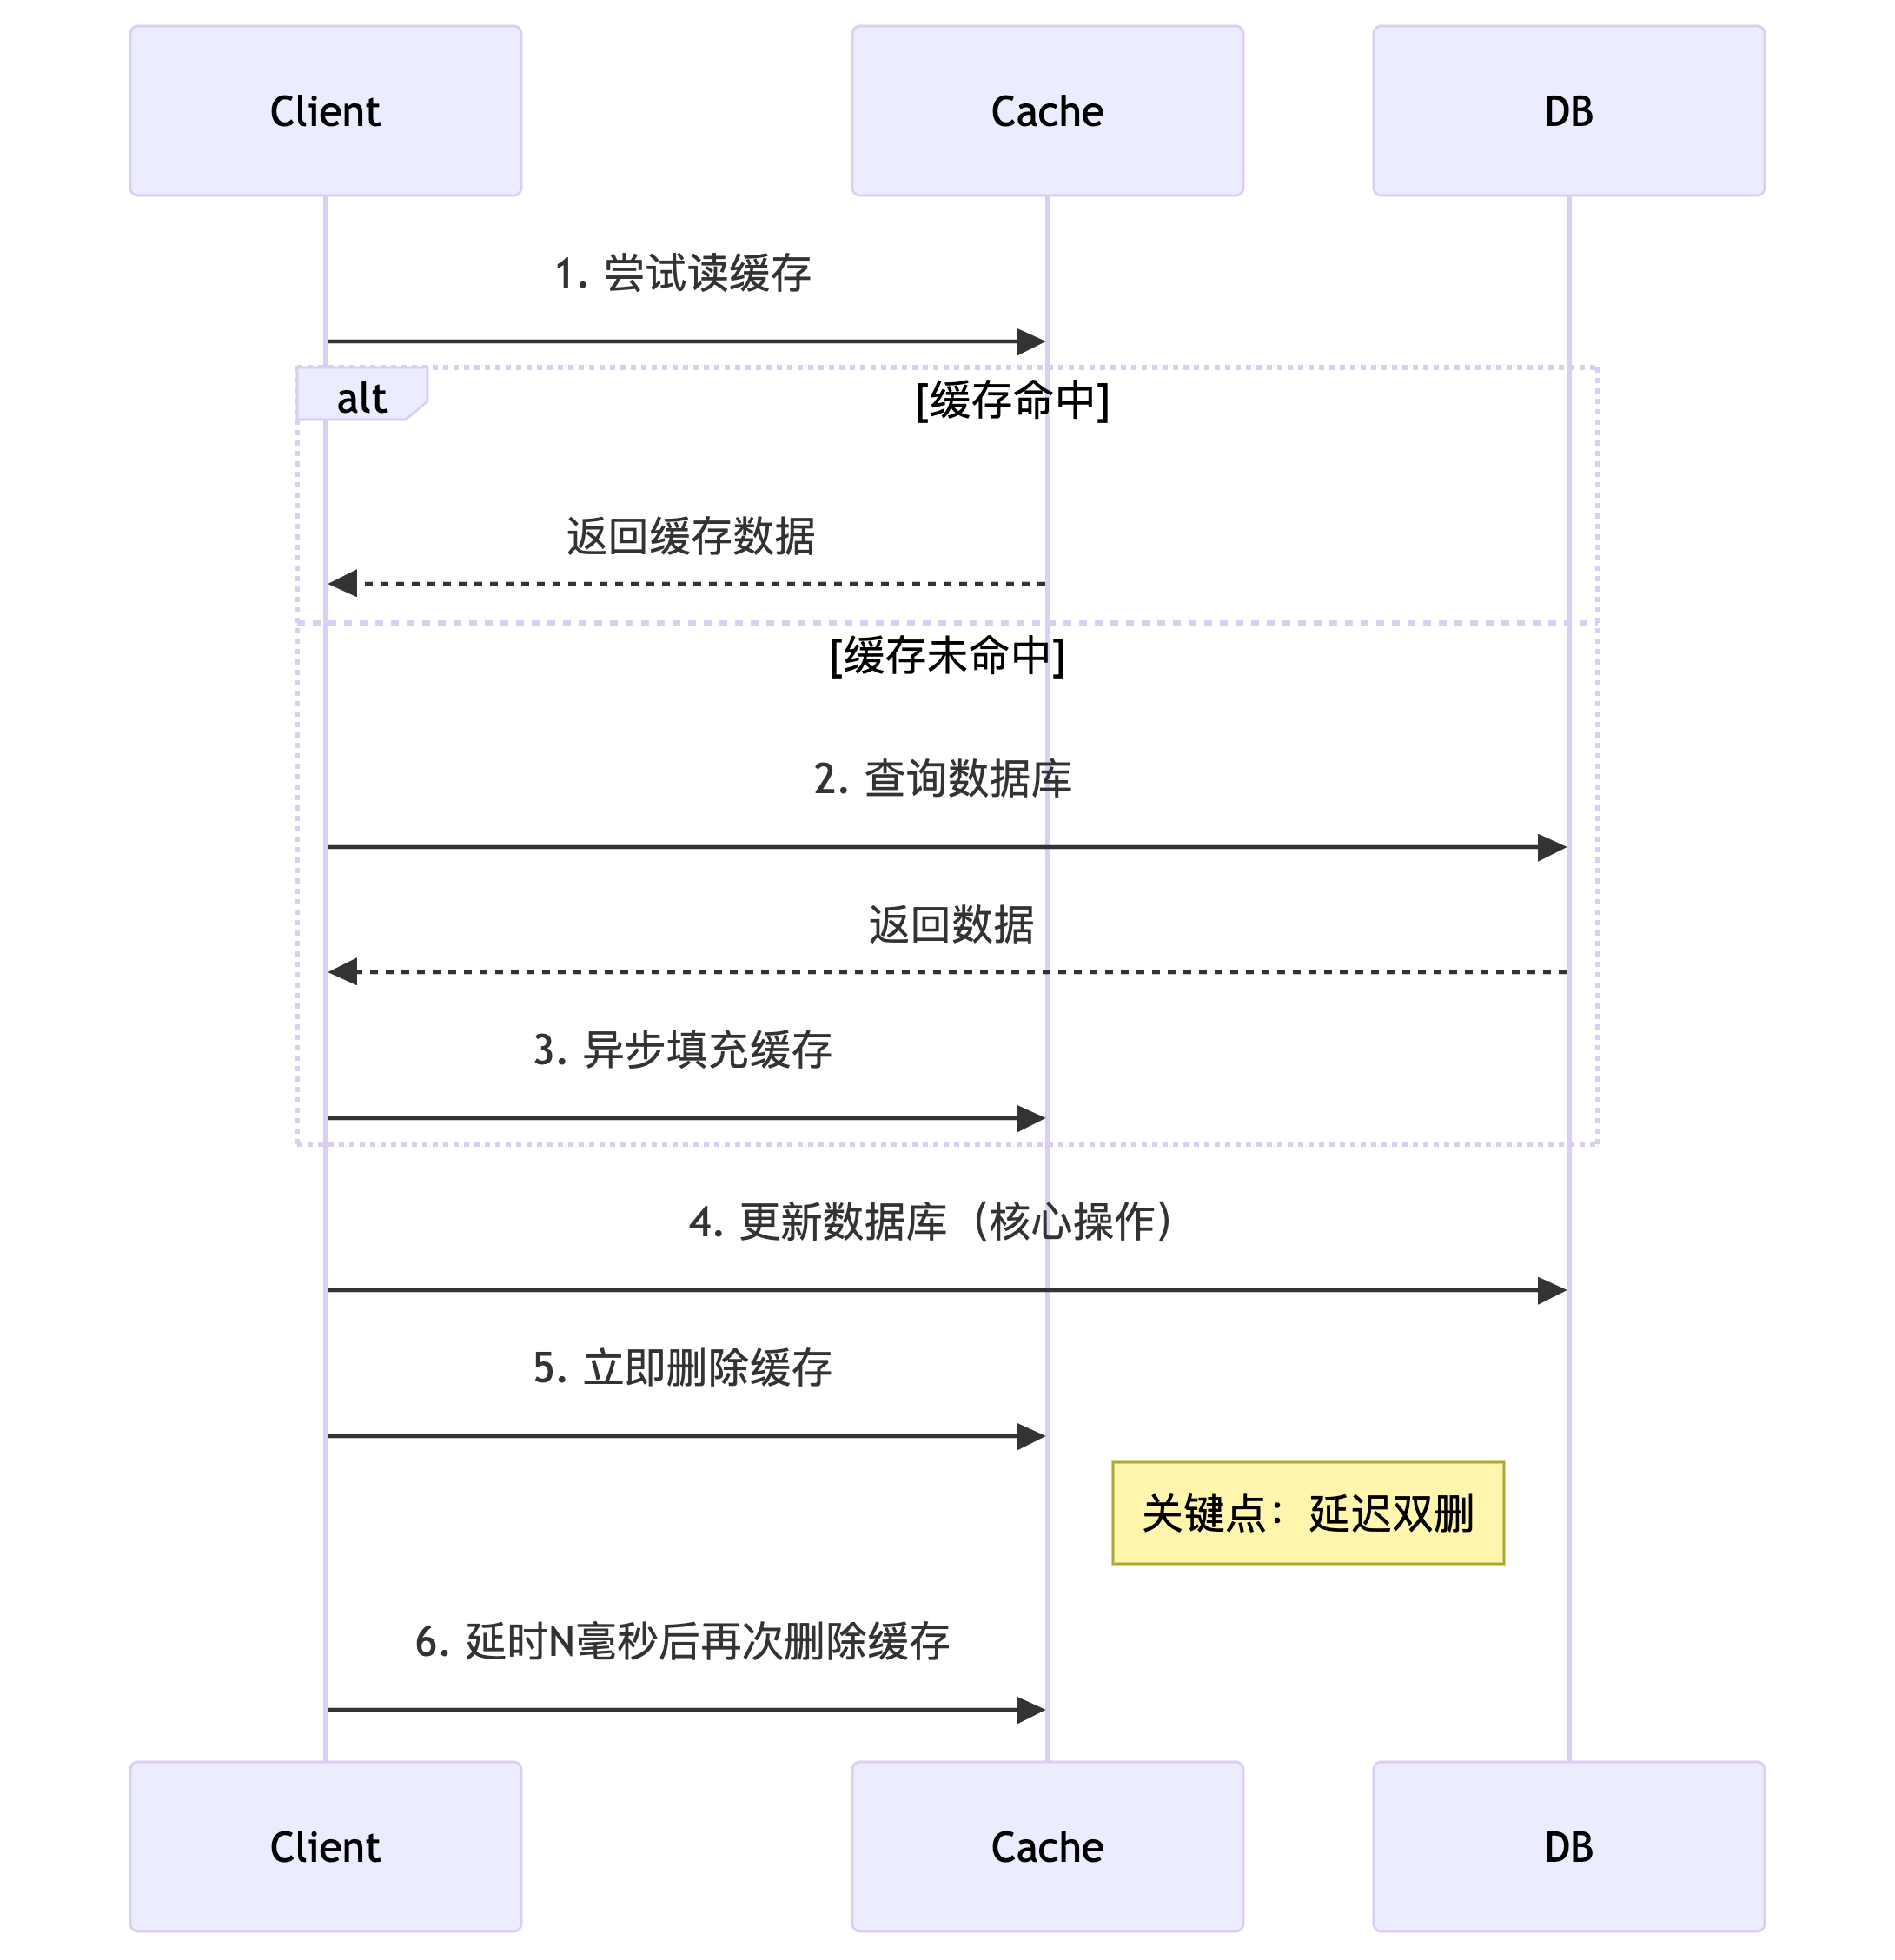 Client
Cache
DB
1. 尝试读缓存
alt
[缓存命中]
返回缓存数据
[缓存未命中]
2. 查询数据库
返回数据
3. 异步填充缓存
4. 更新数据库（核心操作）
5. 立即删除缓存
关键点：延迟双删
6. 延时N毫秒后再次删除缓存
Client
Cache
DB